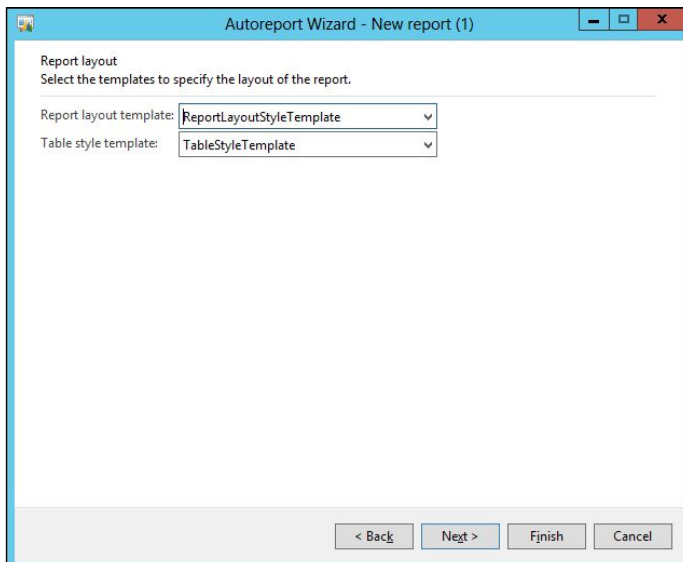 Autoreport Wizard - New report (1)
Report layout
Select the templates to specify the layout of the report.
Report layout template: ReportLayoutStyleTemplate
Table style template: TableStyleTemplate
< Back Next > Finish Cancel